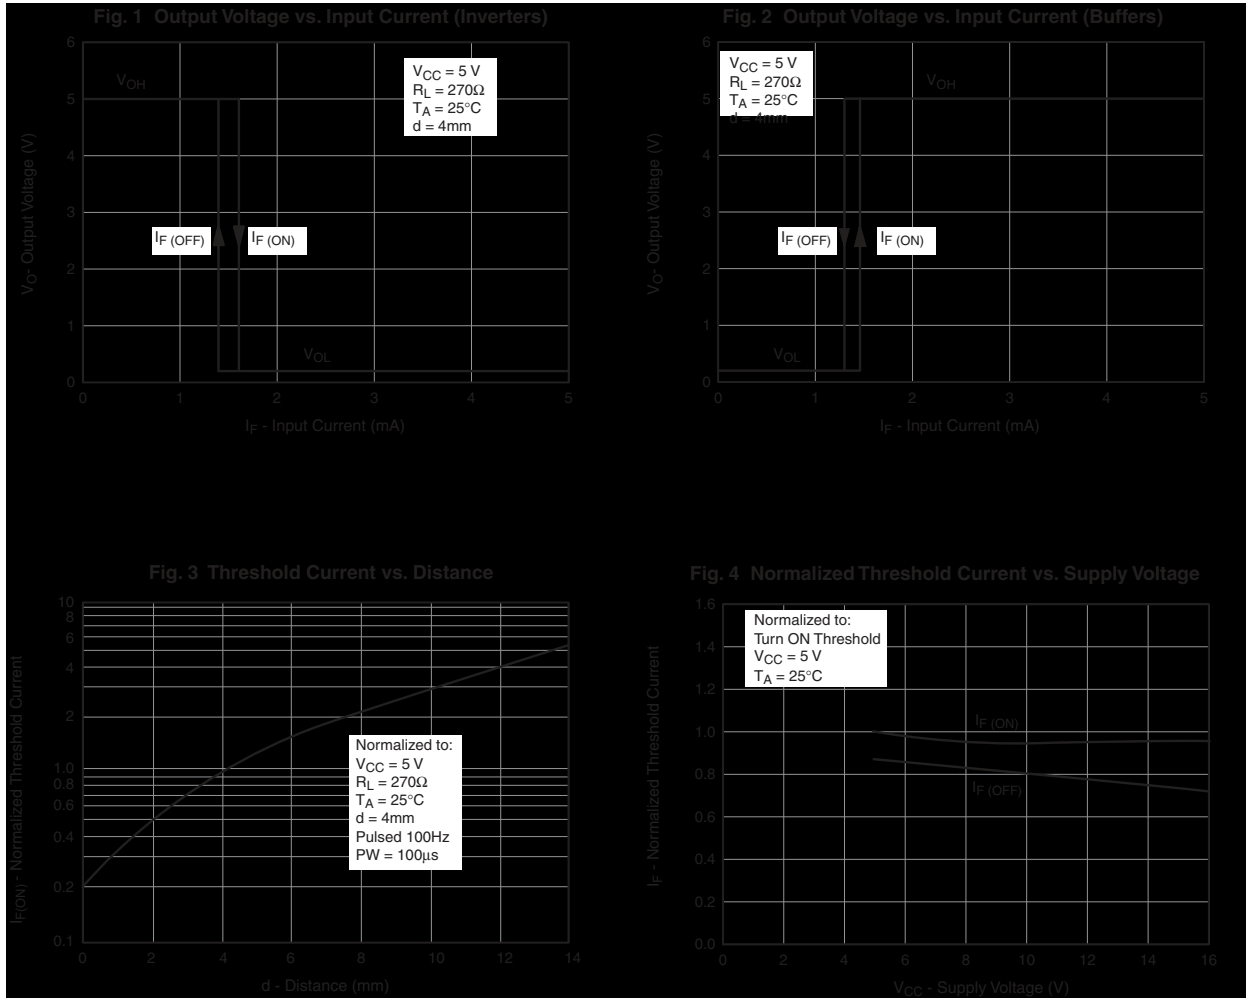 Fig. 1 Output Voltage vs. Input Current (Inverters)
6
5
4
3
2
1
0
VO- Output Voltage (V)
VOH
VCC = 5 V
RL = 270Ω
TA = 25°C
d = 4mm
IF (OFF)
IF (ON)
VOL
0 1 2 3 4 5
IF - Input Current (mA)
Fig. 2 Output Voltage vs. Input Current (Buffers)
6
5
4
3
2
1
0
VO- Output Voltage (V)
VCC = 5 V
RL = 270Ω
TA = 25°C
d = 4mm
VOH
IF (OFF)
IF (ON)
VOL
0 1 2 3 4 5
IF - Input Current (mA)
Fig. 3 Threshold Current vs. Distance
10
8
6
4
2
1.0
0.8
0.6
0.4
0.2
0.1
IF(ON) - Normalized Threshold Current
Normalized to:
VCC = 5 V
RL = 270Ω
TA = 25°C
d = 4mm
Pulsed 100Hz
PW = 100µs
0 2 4 6 8 10 12 14
d - Distance (mm)
Fig. 4 Normalized Threshold Current vs. Supply Voltage
1.6
1.4
1.2
1.0
0.8
0.6
0.4
0.2
0.0
IF - Normalized Threshold Current
Normalized to:
Turn ON Threshold
VCC = 5 V
TA = 25°C
IF (ON)
IF (OFF)
0 2 4 6 8 10 12 14 16
VCC - Supply Voltage (V)